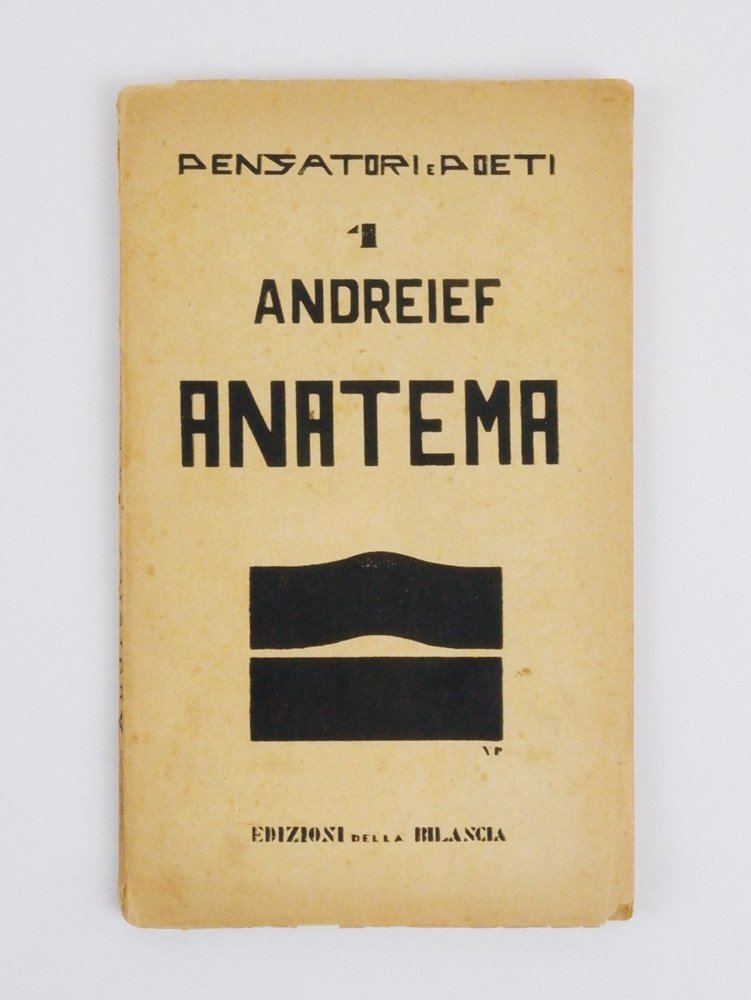 PENSATORI E POETI
1
ANDREIEF
ANATEMA
VP
EDIZIONI DELLA BILANCIA